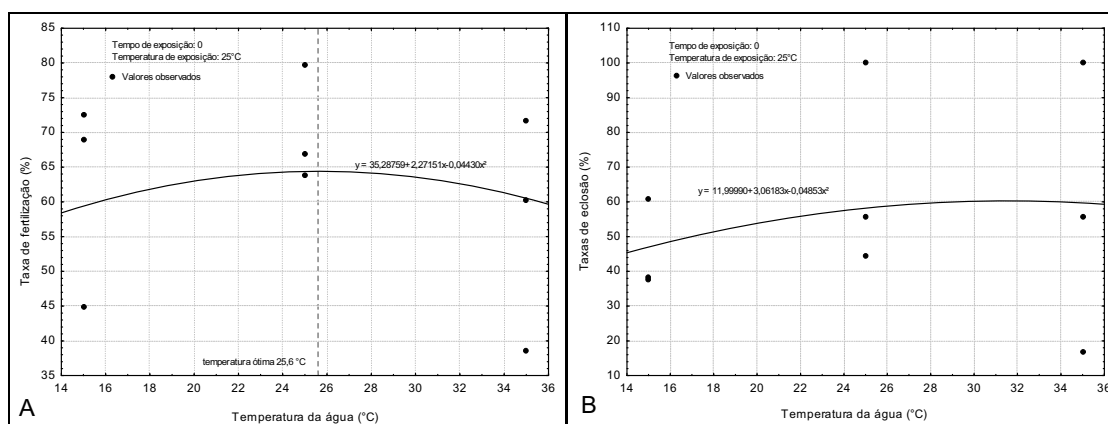 85
80
75
70
65
60
55
50
45
40
35
Taxa de fertilização (%)
Tempo de exposição: 0
Temperatura de exposição: 25°C
Valores observados
y = 35,28759+2,27151x-0,04430x²
temperatura ótima 25,6 °C
14 16 18 20 22 24 26 28 30 32 34 36
Temperatura da água (°C)
A
110
100
90
80
70
60
50
40
30
20
10
Taxas de eclosão (%)
Tempo de exposição: 0
Temperatura de exposição: 25°C
Valores observados
y = 11,99990+3,06183x-0,04853x²
14 16 18 20 22 24 26 28 30 32 34 36
Temperatura da água (°C)
B